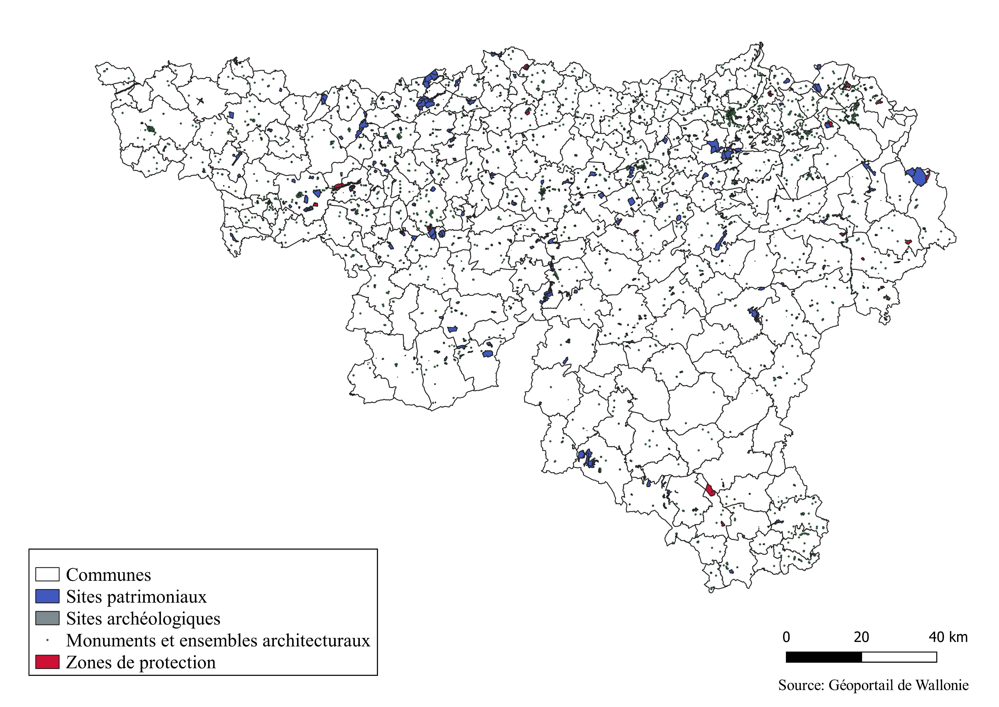 Communes
Sites patrimoniaux
Sites archéologiques
Monuments et ensembles architecturaux
Zones de protection
0 20 40 km
Source: Géoportail de Wallonie